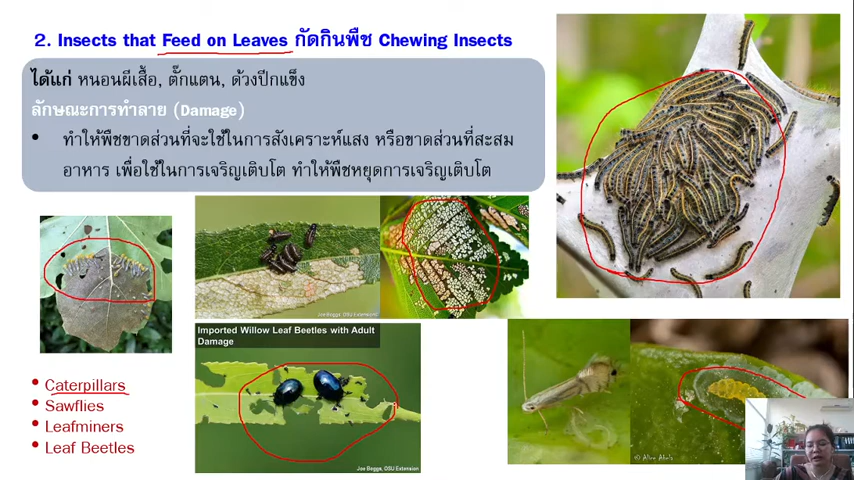 2. Insects that Feed on Leaves กัดกินพืช Chewing Insects
ได้แก่ หนอนผีเสื้อ, ตั๊กแตน, ด้วงปีกแข็ง
ลักษณะการทำลาย (Damage)
• ทำให้พืชขาดส่วนที่จะใช้ในการสังเคราะห์แสง หรือขาดส่วนที่สะสม
อาหาร เพื่อใช้ในการเจริญเติบโต ทำให้พืชหยุดการเจริญเติบโต
Joe Boggs, OSU Extension
Imported Willow Leaf Beetles with Adult
Damage
Joe Boggs, OSU Extension
• Caterpillars
• Sawflies
• Leafminers
• Leaf Beetles